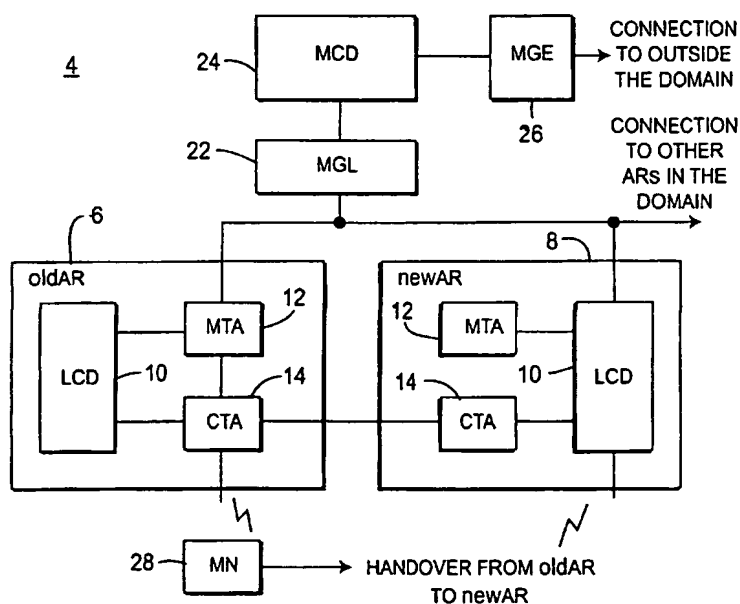 4
24
MCD
MGE
26
CONNECTION
TO OUTSIDE
THE DOMAIN
22
MGL
CONNECTION
TO OTHER
ARs IN THE
DOMAIN
6
8
oldAR
LCD
10
MTA
12
14
CTA
newAR
12
MTA
14
CTA
10
LCD
28
MN
HANDOVER FROM oldAR
TO newAR